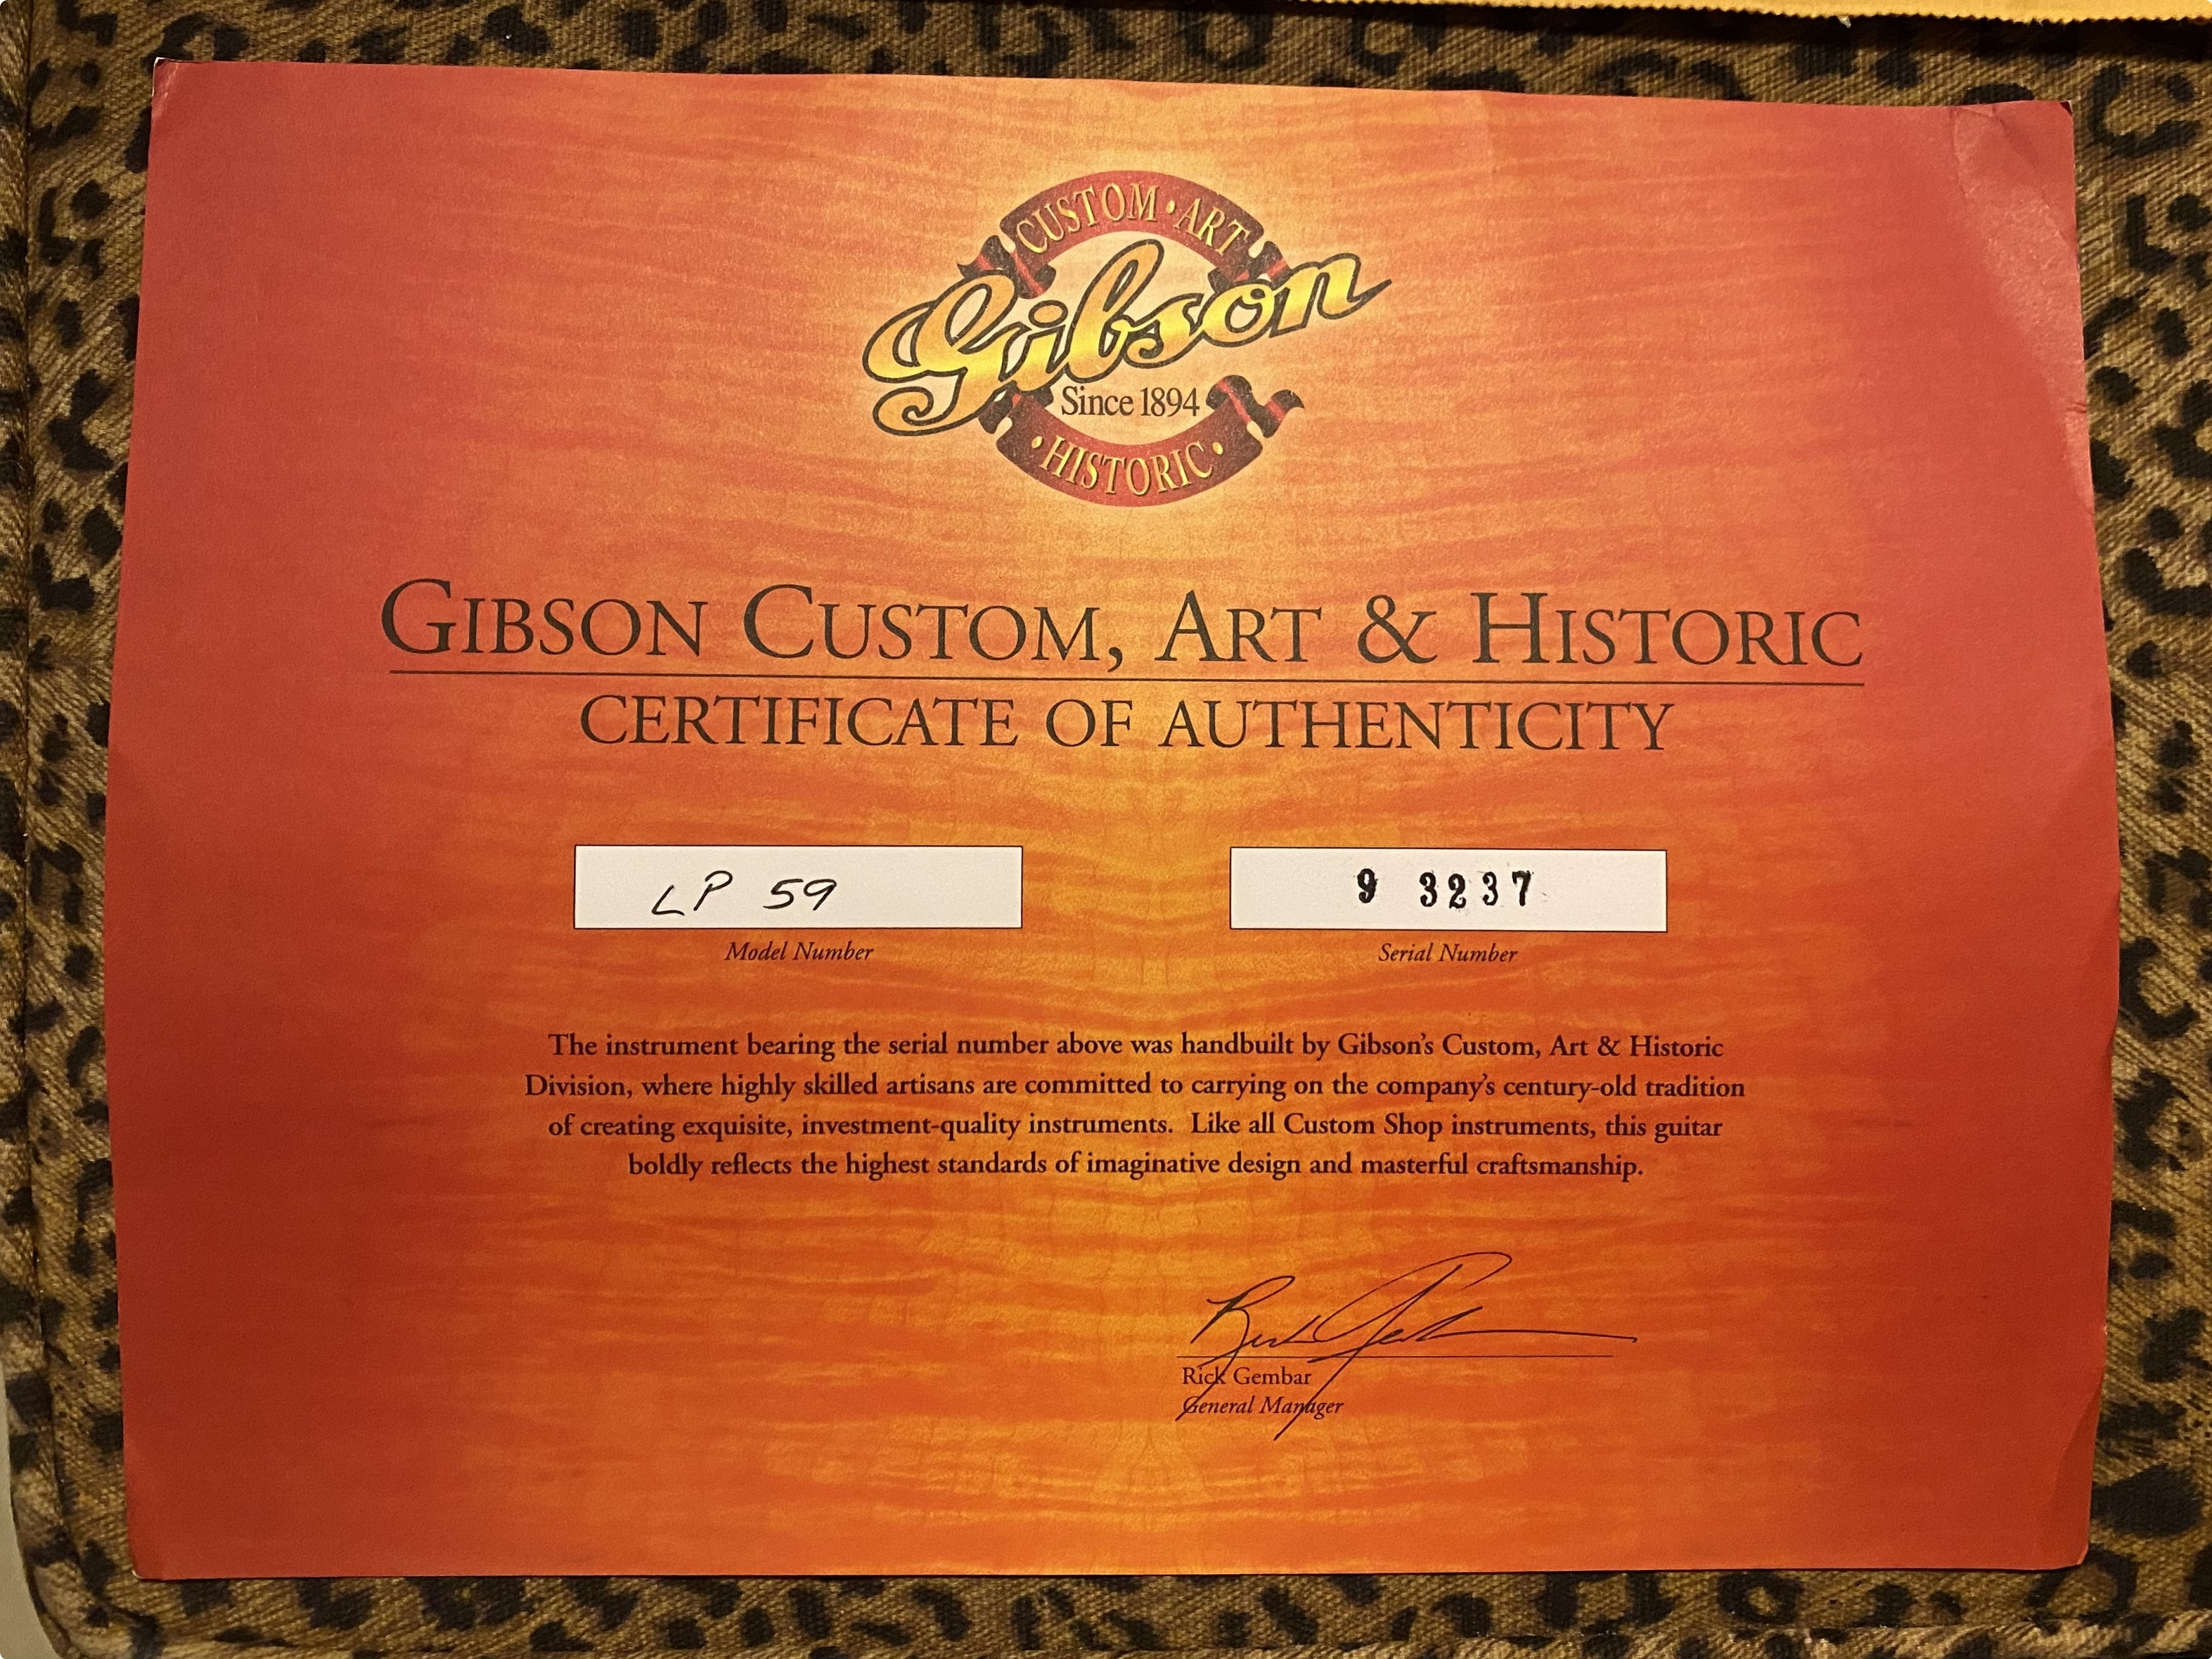 CUSTOM • ART
Gibson
Since 1894
• HISTORIC •
GIBSON CUSTOM, ART & HISTORIC
CERTIFICATE OF AUTHENTICITY
LP 59
9 3237
Model Number
Serial Number
The instrument bearing the serial number above was handbuilt by Gibson's Custom, Art & Historic
Division, where highly skilled artisans are committed to carrying on the company's century-old tradition
of creating exquisite, investment-quality instruments. Like all Custom Shop instruments, this guitar
boldly reflects the highest standards of imaginative design and masterful craftsmanship.
Rick Gembar
General Manager